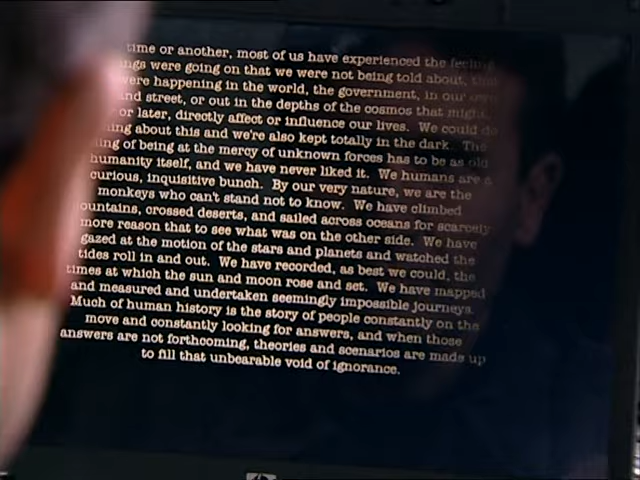 time or another, most of us have experienced the feeling
ngs were going on that we were not being told about,
were happening in the world, the government, in our own
nd street, or out in the depths of the cosmos that might,
or later, directly affect or influence our lives. We could do
ing about this and we're also kept totally in the dark. The
ing of being at the mercy of unknown forces has to be as old
humanity itself, and we have never liked it. We humans are a
curious, inquisitive bunch. By our very nature, we are the
monkeys who can't stand not to know. We have climbed
ountains, crossed deserts, and sailed across oceans for scarcely
more reason that to see what was on the other side. We have
gazed at the motion of the stars and planets and watched the
tides roll in and out. We have recorded, as best we could, the
times at which the sun and moon rose and set. We have mapped
and measured and undertaken seemingly impossible journeys.
Much of human history is the story of people constantly on the
move and constantly looking for answers, and when those
answers are not forthcoming, theories and scenarios are made up
to fill that unbearable void of ignorance.